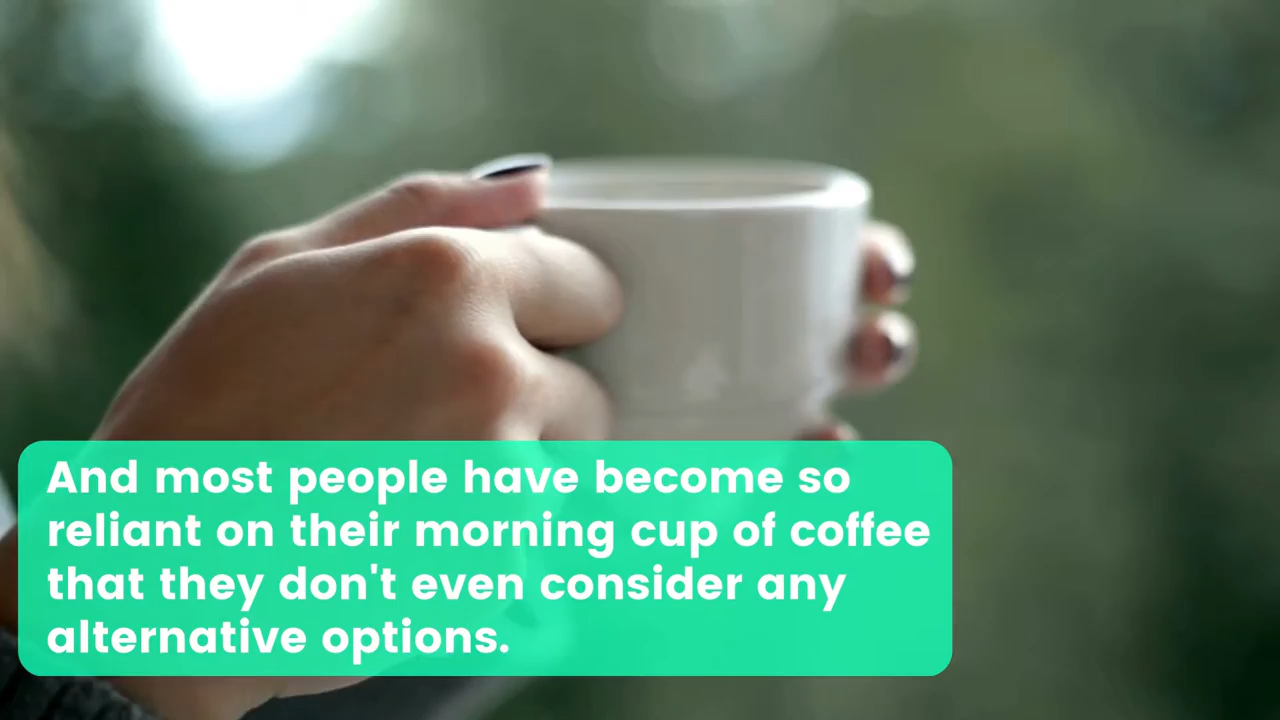 And most people have become so
reliant on their morning cup of coffee
that they don't even consider any
alternative options.